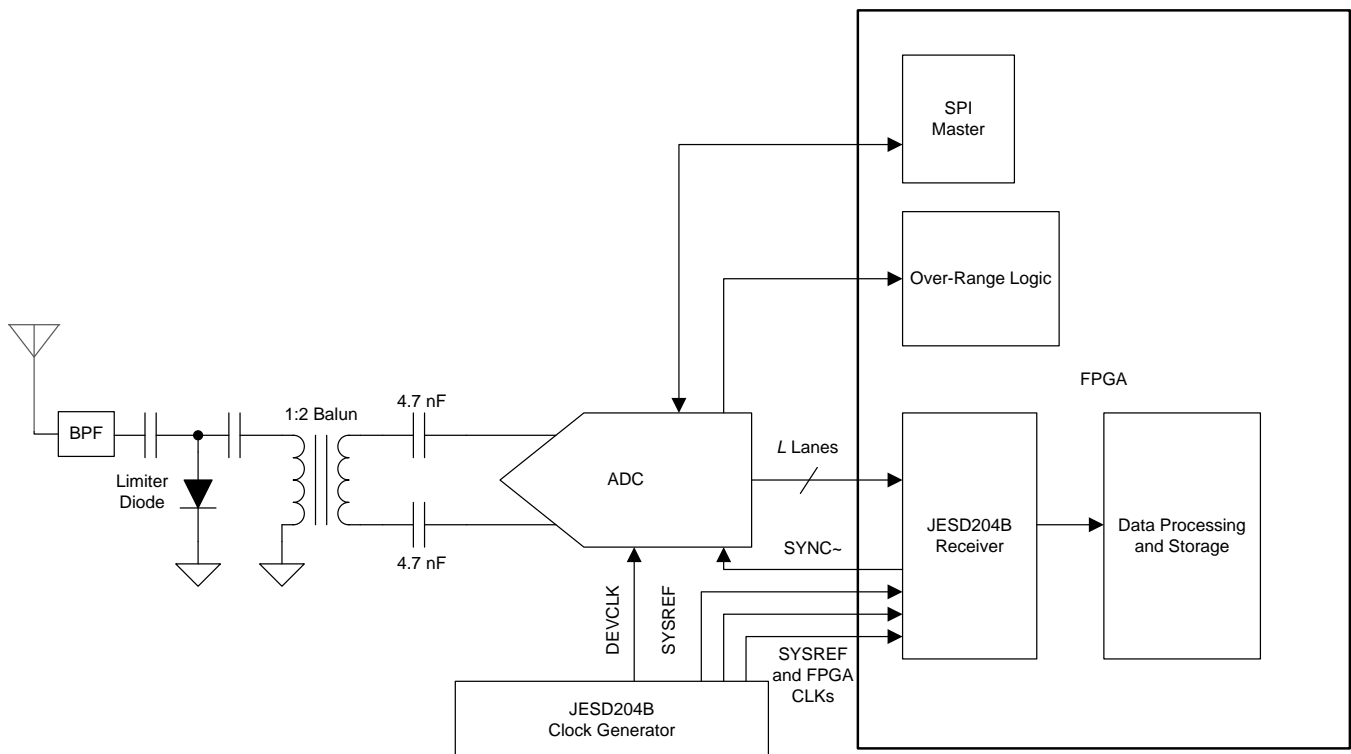 SPI
Master
Over-Range Logic
FPGA
BPF
Limiter
Diode
1:2 Balun
4.7 nF
4.7 nF
ADC
L Lanes
SYNC~
JESD204B
Receiver
Data Processing
and Storage
DEVCLK
SYSREF
SYSREF
and FPGA
CLKs
JESD204B
Clock Generator